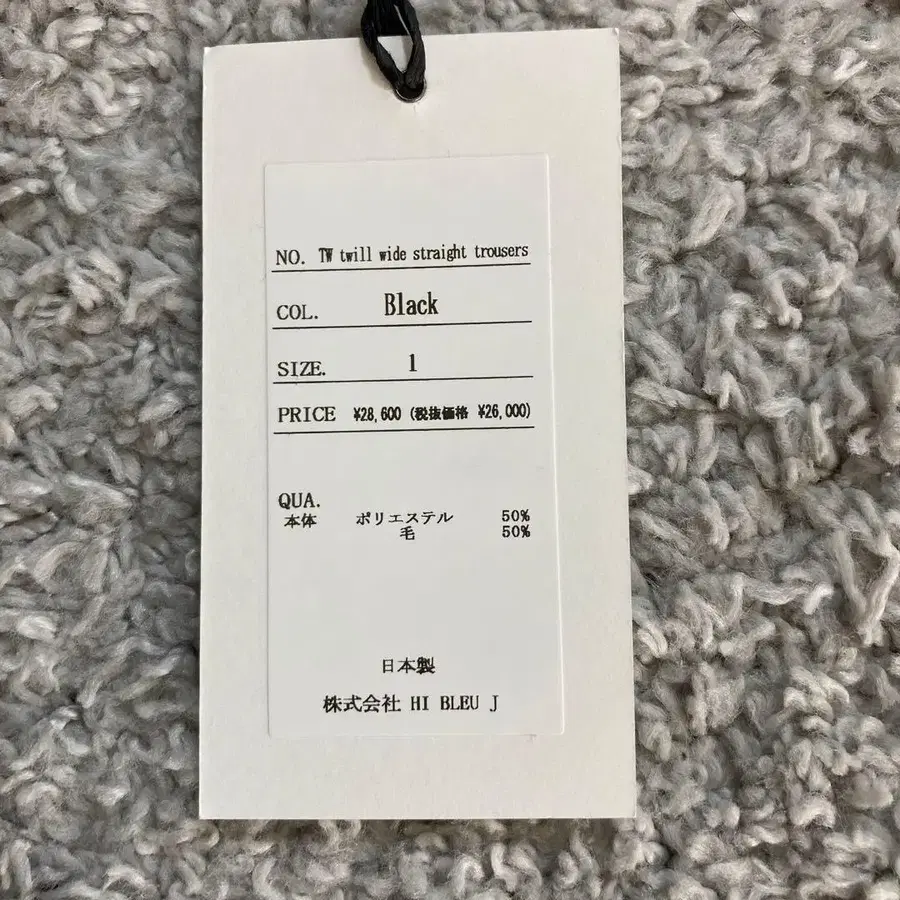 NO. TW twill wide straight trousers
COL. Black
SIZE. 1
PRICE ¥28,600 (税抜価格 ¥26,000)
QUA.
本体 ポリエステル 50%
毛 50%
日本製
株式会社 HI BLEU J